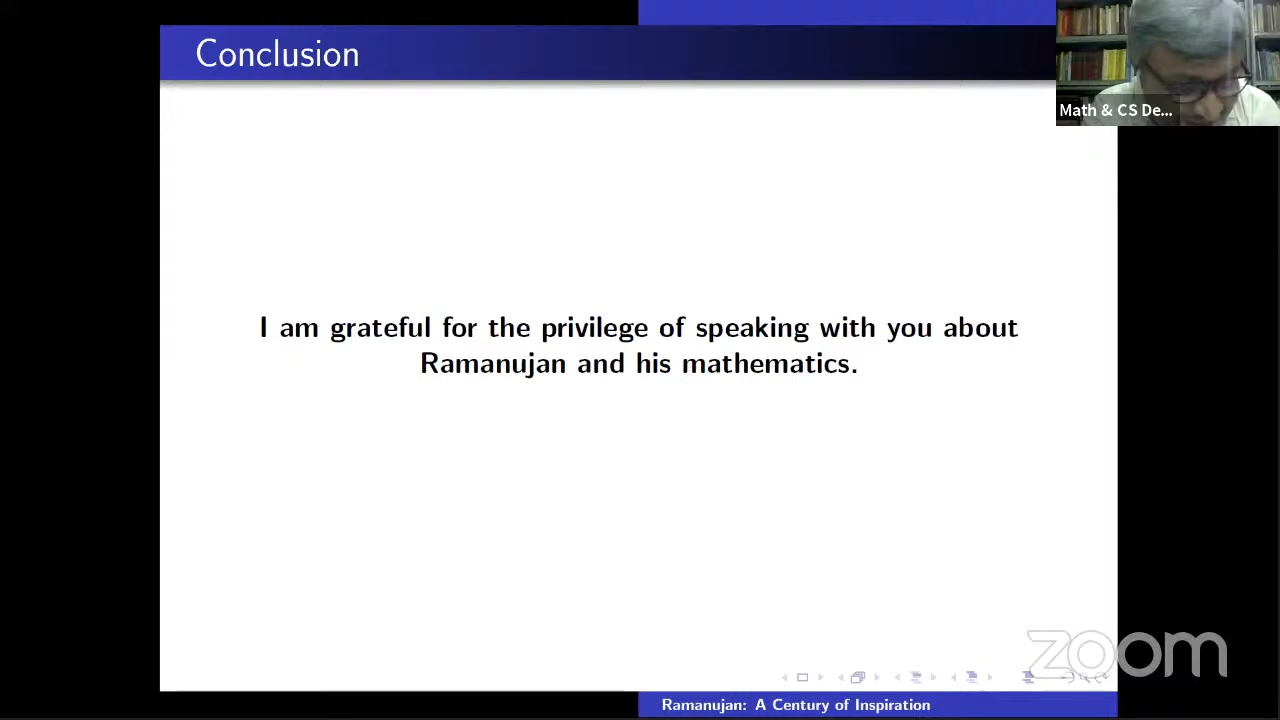 Conclusion
Math & CS De...
I am grateful for the privilege of speaking with you about
Ramanujan and his mathematics.
zoom
Ramanujan: A Century of Inspiration